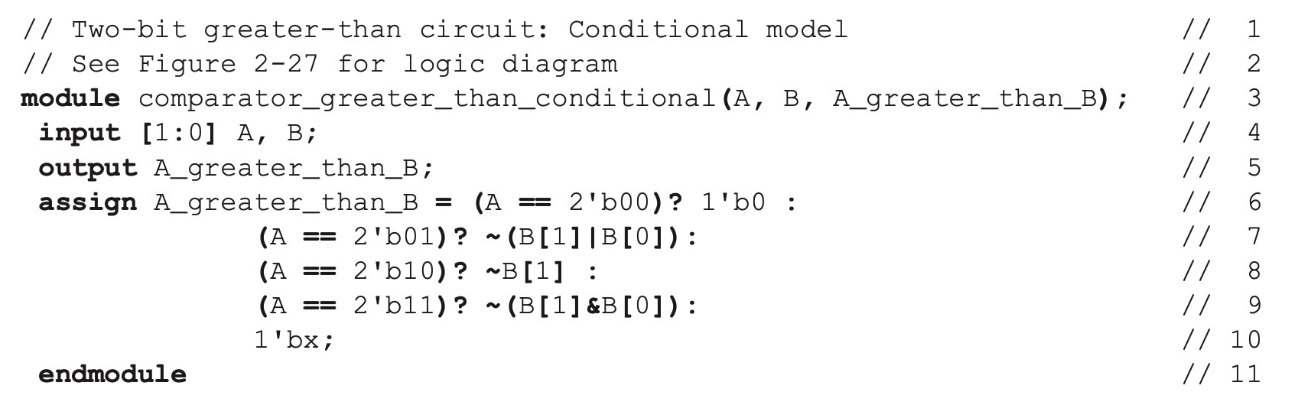 // Two-bit greater-than circuit: Conditional model // 1
// See Figure 2-27 for logic diagram // 2
module comparator_greater_than_conditional(A, B, A_greater_than_B); // 3
input [1:0] A, B; // 4
output A_greater_than_B; // 5
assign A_greater_than_B = (A == 2'b00)? 1'b0 : // 6
(A == 2'b01)? ~(B[1]|B[0]): // 7
(A == 2'b10)? ~B[1] : // 8
(A == 2'b11)? ~(B[1]&B[0]): // 9
1'bx; // 10
endmodule // 11